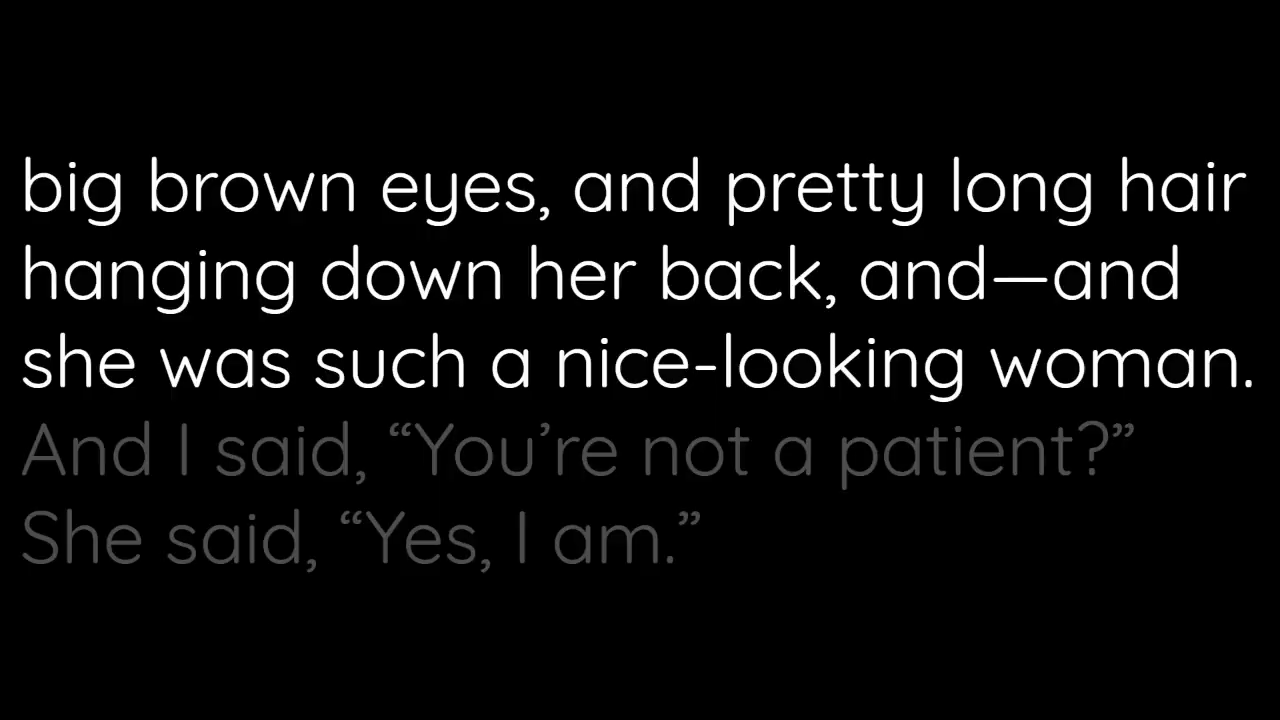 big brown eyes, and pretty long hair
hanging down her back, and—and
she was such a nice-looking woman.
And I said, “You’re not a patient?”
She said, “Yes, I am.”